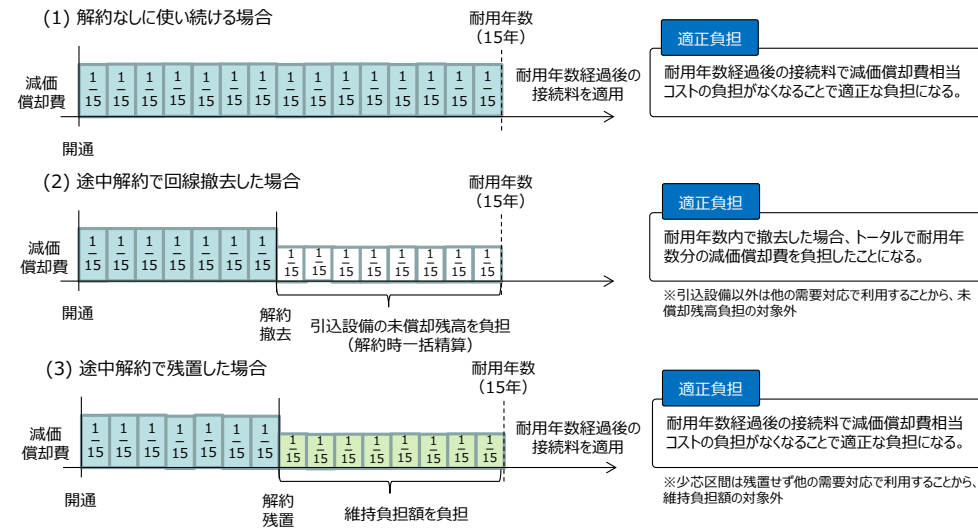 (1) 解約なしに使い続ける場合
耐用年数
(15年)
減価
償却費
1 1 1 1 1 1 1 1 1 1 1 1 1 1 1
15 15 15 15 15 15 15 15 15 15 15 15 15 15 15
耐用年数経過後の
接続料を適用
開通
適正負担
耐用年数経過後の接続料で減価償却費相当
コストの負担がなくなることで適正な負担になる。
(2) 途中解約で回線撤去した場合
耐用年数
(15年)
減価
償却費
1 1 1 1 1 1 1 1 1 1 1 1 1 1 1
15 15 15 15 15 15 15 15 15 15 15 15 15 15 15
開通
解約
撤去
引込設備の未償却残高を負担
(解約時一括精算)
適正負担
耐用年数内で撤去した場合、トータルで耐用年
数分の減価償却費を負担したことになる。
※引込設備以外は他の需要対応で利用することから、未
償却残高負担の対象外
(3) 途中解約で残置した場合
耐用年数
(15年)
減価
償却費
1 1 1 1 1 1 1 1 1 1 1 1 1 1 1
15 15 15 15 15 15 15 15 15 15 15 15 15 15 15
耐用年数経過後の
接続料を適用
開通
解約
残置
維持負担額を負担
適正負担
耐用年数経過後の接続料で減価償却費相当
コストの負担がなくなることで適正な負担になる。
※少芯区間は残置せず他の需要対応で利用することから、
維持負担額の対象外